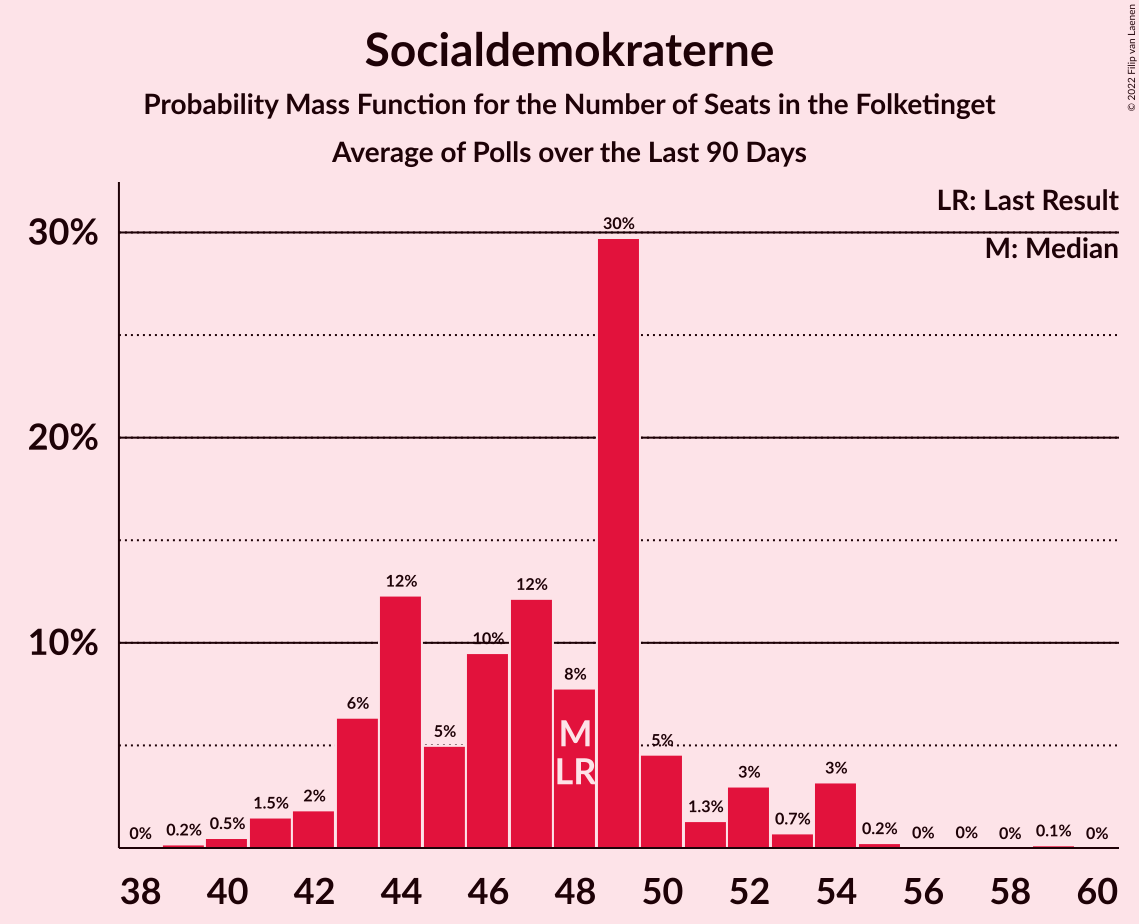 Socialdemokraterne
Probability Mass Function for the Number of Seats in the Folketinget
Average of Polls over the Last 90 Days
© 2022 Filip van Laenen
LR: Last Result
M: Median
30%
20%
10%
0%
0.2%
0.5%
1.5%
2%
6%
12%
5%
10%
12%
8%
30%
5%
1.3%
3%
0.7%
3%
0.2%
0%
0%
0%
0.1%
0%
M
LR
38 40 42 44 46 48 50 52 54 56 58 60